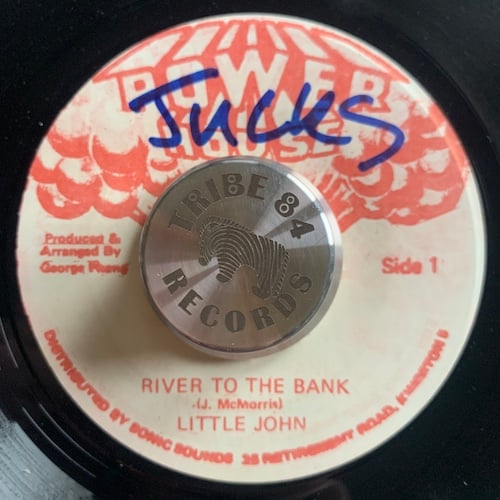 POWER
HOUSE
Jucks
TRIBE 84
RECORDS
Produced &
Arranged By
George Phang
Side 1
RIVER TO THE BANK
(J. McMorris)
LITTLE JOHN
DISTRIBUTED BY SONIC SOUNDS 25 RETIREMENT ROAD, KINGSTON 5